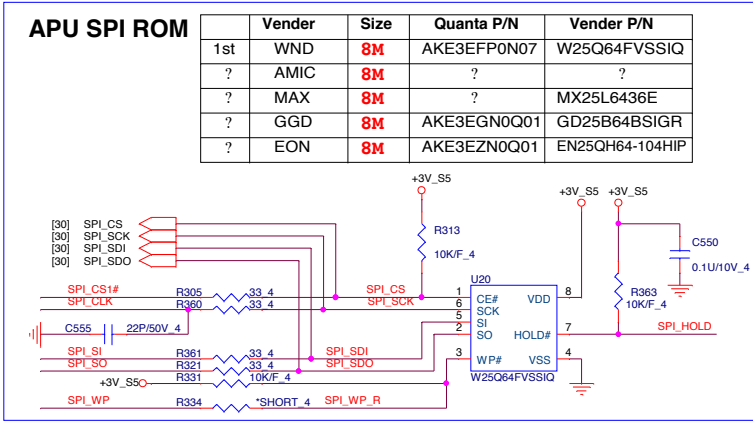 APU SPI ROM
Vender Size Quanta P/N Vender P/N
1st WND 8M AKE3EFP0N07 W25Q64FVSSIQ
? AMIC 8M ? ?
? MAX 8M ? MX25L6436E
? GGD 8M AKE3EGN0Q01 GD25B64BSIGR
? EON 8M AKE3EZN0Q01 EN25QH64-104HIP
+3V_S5 +3V_S5 +3V_S5
[30] SPI_CS
[30] SPI_SCK
[30] SPI_SDI
[30] SPI_SDO
R313
10K/F_4
C550
0.1U/10V_4
R363
10K/F_4
SPI_CS1# R305 33_4 SPI_CS
SPI_CLK R360 33_4 SPI_SCK
C555 22P/50V_4
SPI_SI R361 33_4 SPI_SDI
SPI_SO R321 33_4 SPI_SDO
+3V_S5 R331 10K/F_4
SPI_WP R334 *SHORT_4 SPI_WP_R
U20
1 CE# VDD 8
6 SCK
5 SI
2 SO HOLD# 7 SPI_HOLD
3 WP# VSS 4
W25Q64FVSSIQ